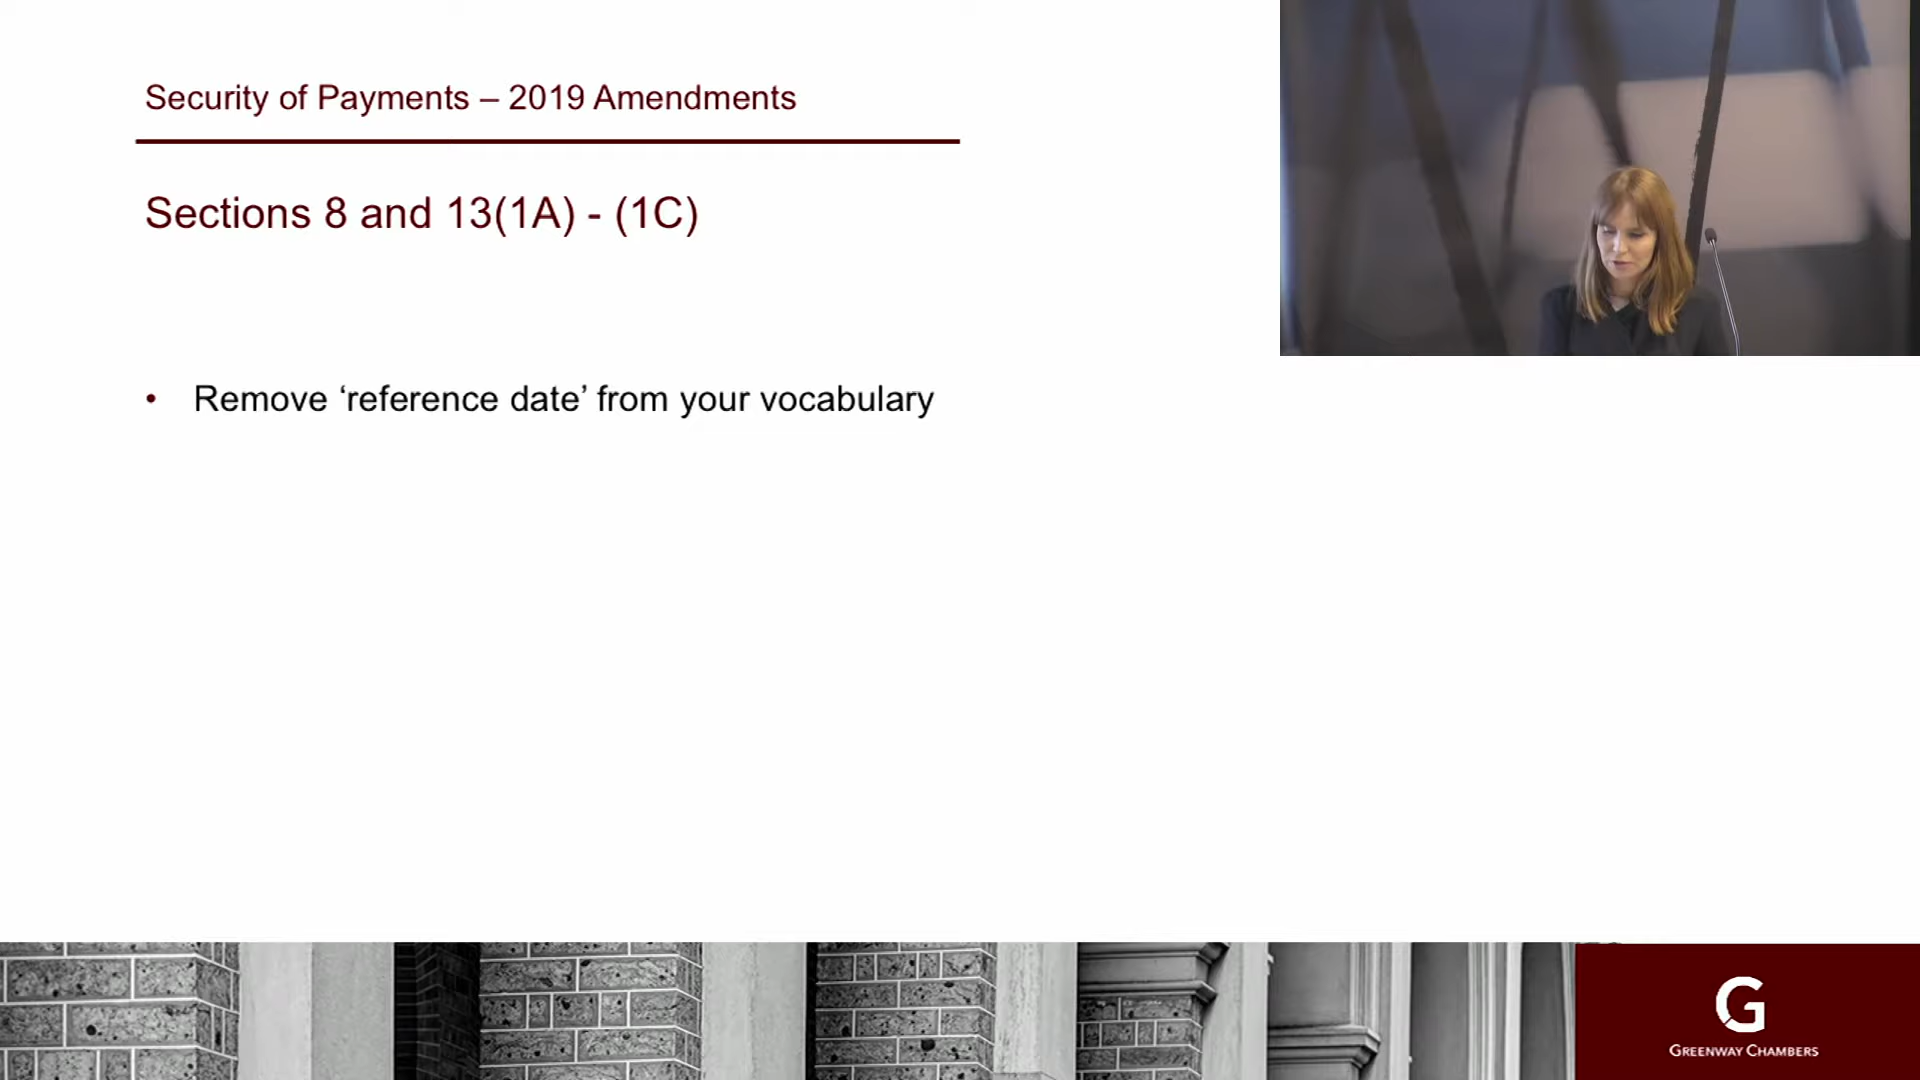 Security of Payments – 2019 Amendments
Sections 8 and 13(1A) - (1C)
• Remove ‘reference date’ from your vocabulary
G
GREENWAY CHAMBERS